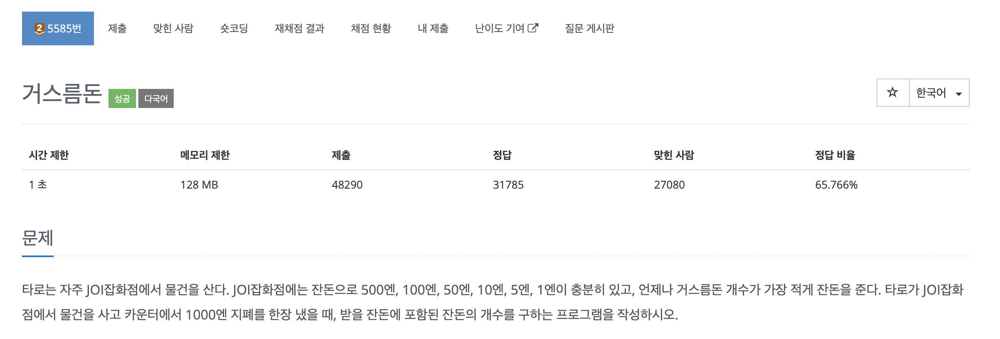 2 5585번 제출 맞힌 사람 숏코딩 재채점 결과 채점 현황 내 제출 난이도 기여 질문 게시판
거스름돈 성공 다국어 한국어
시간 제한 메모리 제한 제출 정답 맞힌 사람 정답 비율
1 초 128 MB 48290 31785 27080 65.766%
문제
타로는 자주 JOI잡화점에서 물건을 산다. JOI잡화점에는 잔돈으로 500엔, 100엔, 50엔, 10엔, 5엔, 1엔이 충분히 있고, 언제나 거스름돈 개수가 가장 적게 잔돈을 준다. 타로가 JOI잡화
점에서 물건을 사고 카운터에서 1000엔 지폐를 한장 냈을 때, 받을 잔돈에 포함된 잔돈의 개수를 구하는 프로그램을 작성하시오.